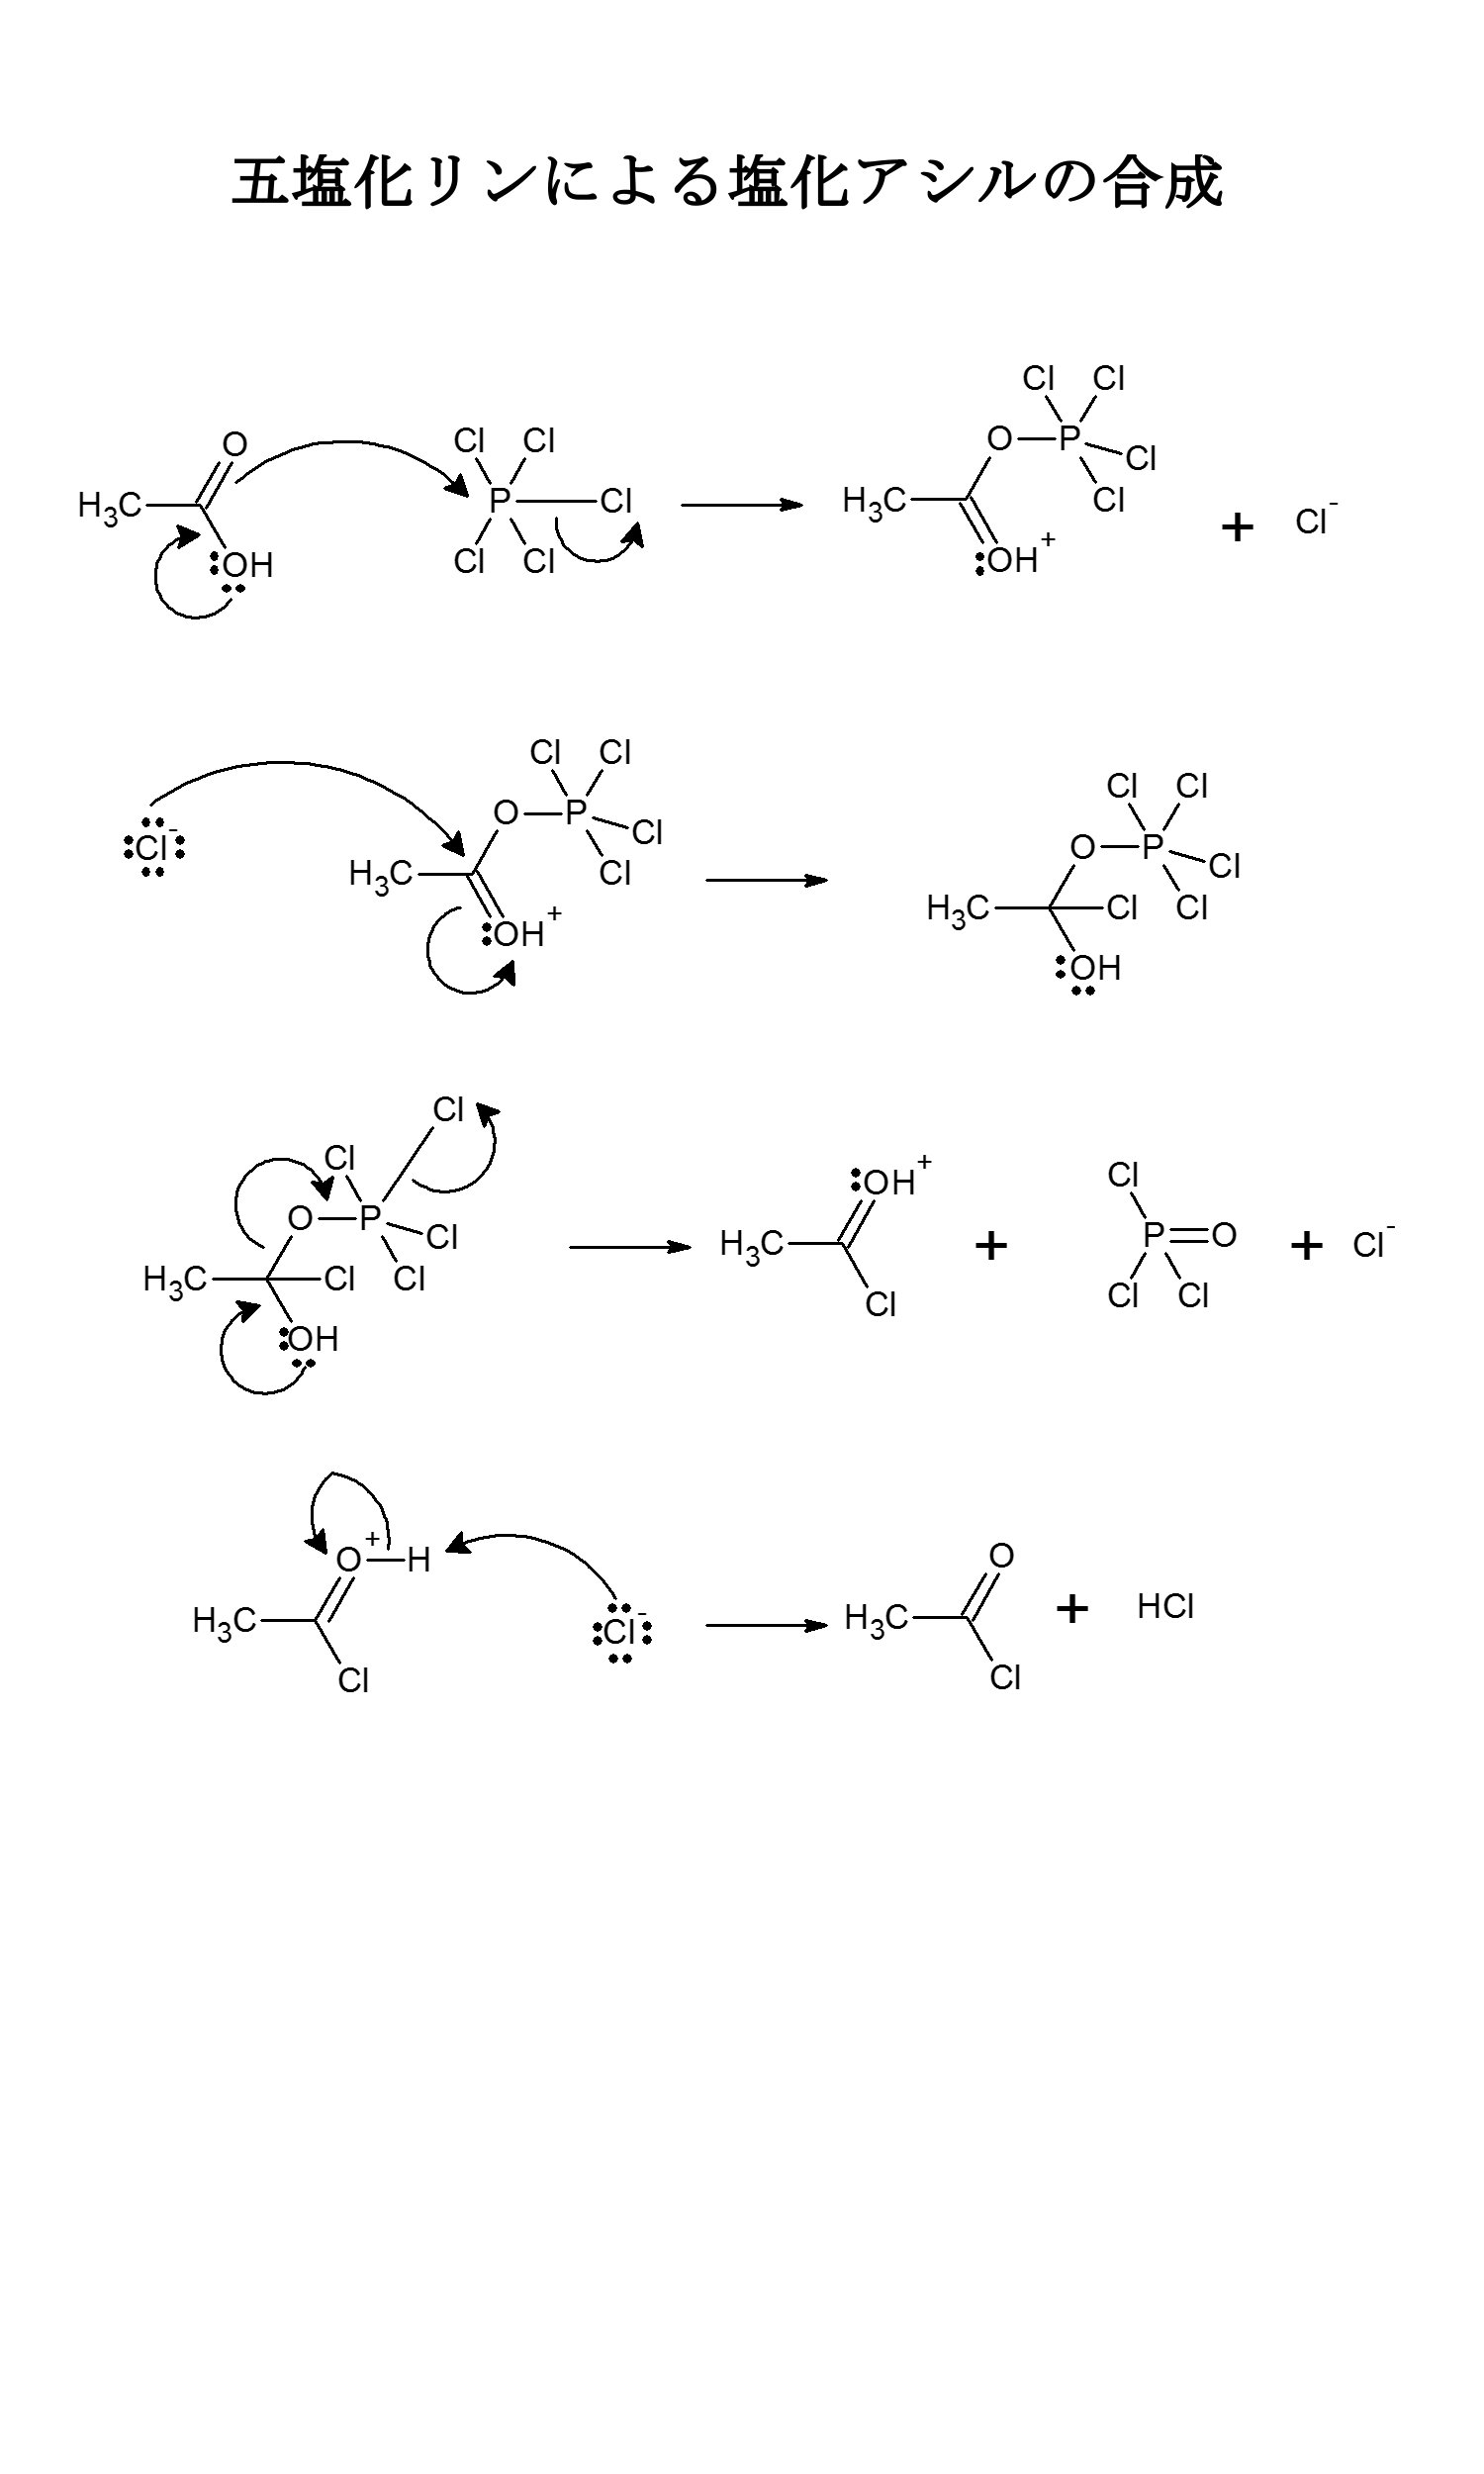 五塩化リンによる塩化アシルの合成
H3C O OH Cl Cl P Cl Cl Cl H3C O P Cl Cl Cl Cl OH+ + Cl-
Cl- H3C O P Cl Cl Cl Cl OH+ H3C O P Cl Cl Cl Cl Cl OH
H3C O P Cl Cl Cl Cl Cl OH H3C OH+ Cl + Cl P O Cl Cl + Cl-
H3C O+ H Cl Cl- H3C O Cl + HCl